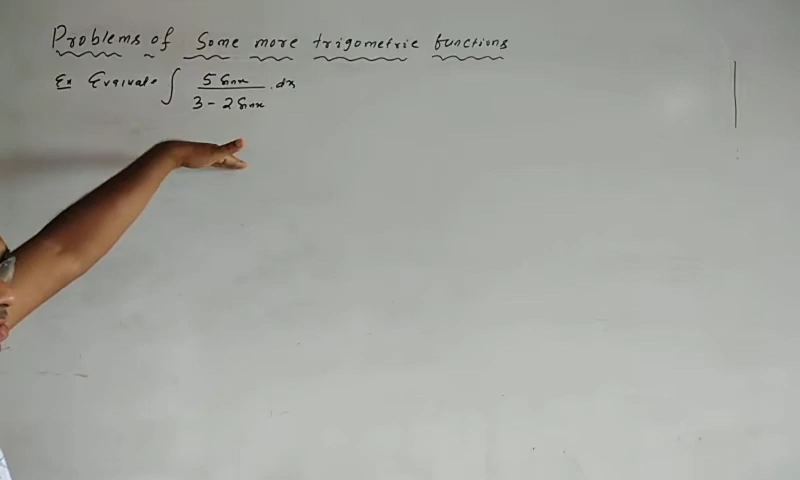 Problems of Some more trigometric functions
Ex Evaluate ∫ 5 sinx / 3 - 2 sinx . dx